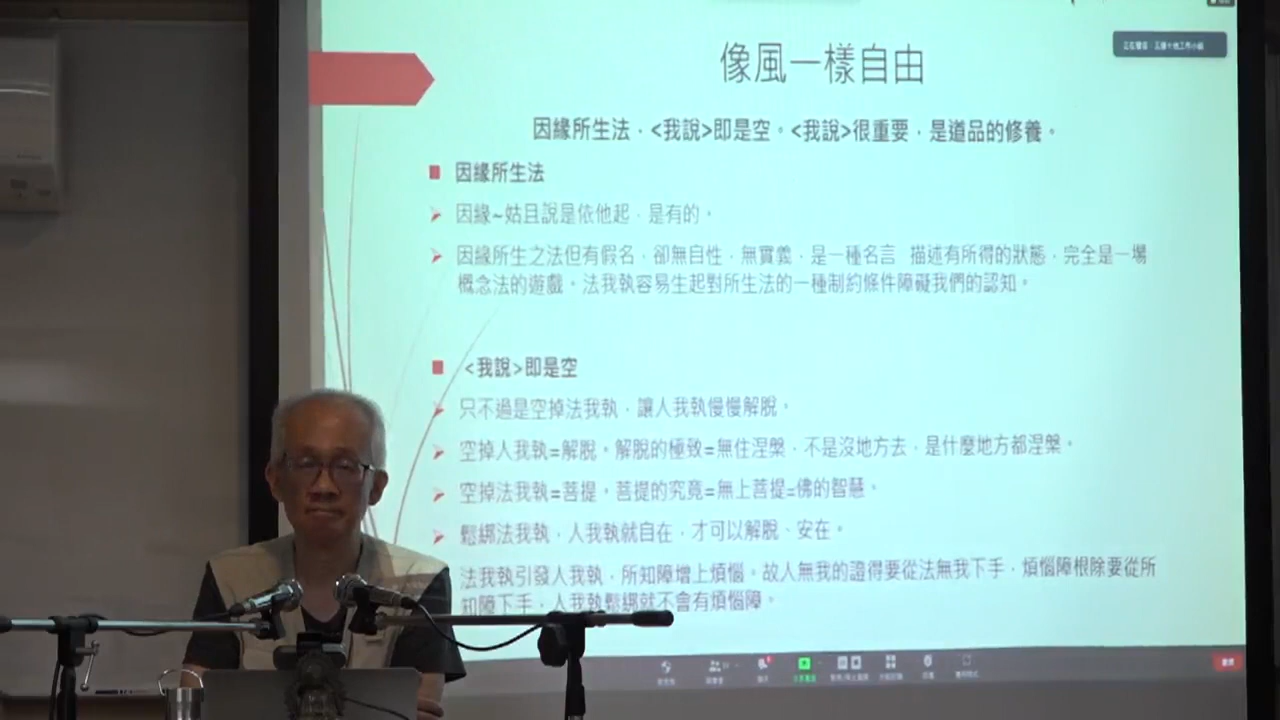 像風一樣自由
因緣所生法，<我說>即是空。<我說>很重要，是道品的修養。
因緣所生法
因緣~姑且說是依他起，是有的。
因緣所生之法但有假名，卻無自性，無實義，是一種名言 描述有所得的狀態，完全是一場
概念法的遊戲。法我執容易生起對所生法的一種制約條件障礙我們的認知。
<我說>即是空
只不過是空掉法我執，讓人我執慢慢解脫。
空掉人我執=解脫。解脫的極致=無住涅槃，不是沒地方去，是什麼地方都涅槃。
空掉法我執=菩提。菩提的究竟=無上菩提=佛的智慧。
鬆綁法我執，人我執就自在，才可以解脫、安在。
法我執引發人我執，所知障增上煩惱。故人無我的證得要從法無我下手，煩惱障根除要從所
知障下手，人我執鬆綁就不會有煩惱障。